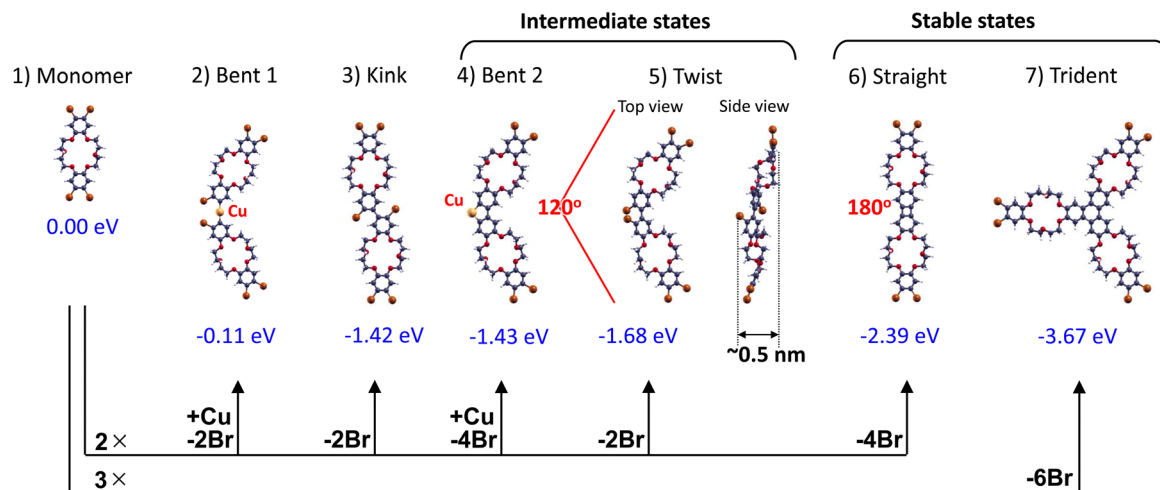 Intermediate states
Stable states
1) Monomer
2) Bent 1
3) Kink
4) Bent 2
5) Twist
6) Straight
7) Trident
Top view
Side view
Cu
Cu
120°
180°
0.00 eV
-0.11 eV
-1.42 eV
-1.43 eV
-1.68 eV
~0.5 nm
-2.39 eV
-3.67 eV
+Cu
-2Br
-2Br
+Cu
-4Br
-2Br
-4Br
2×
3×
-6Br